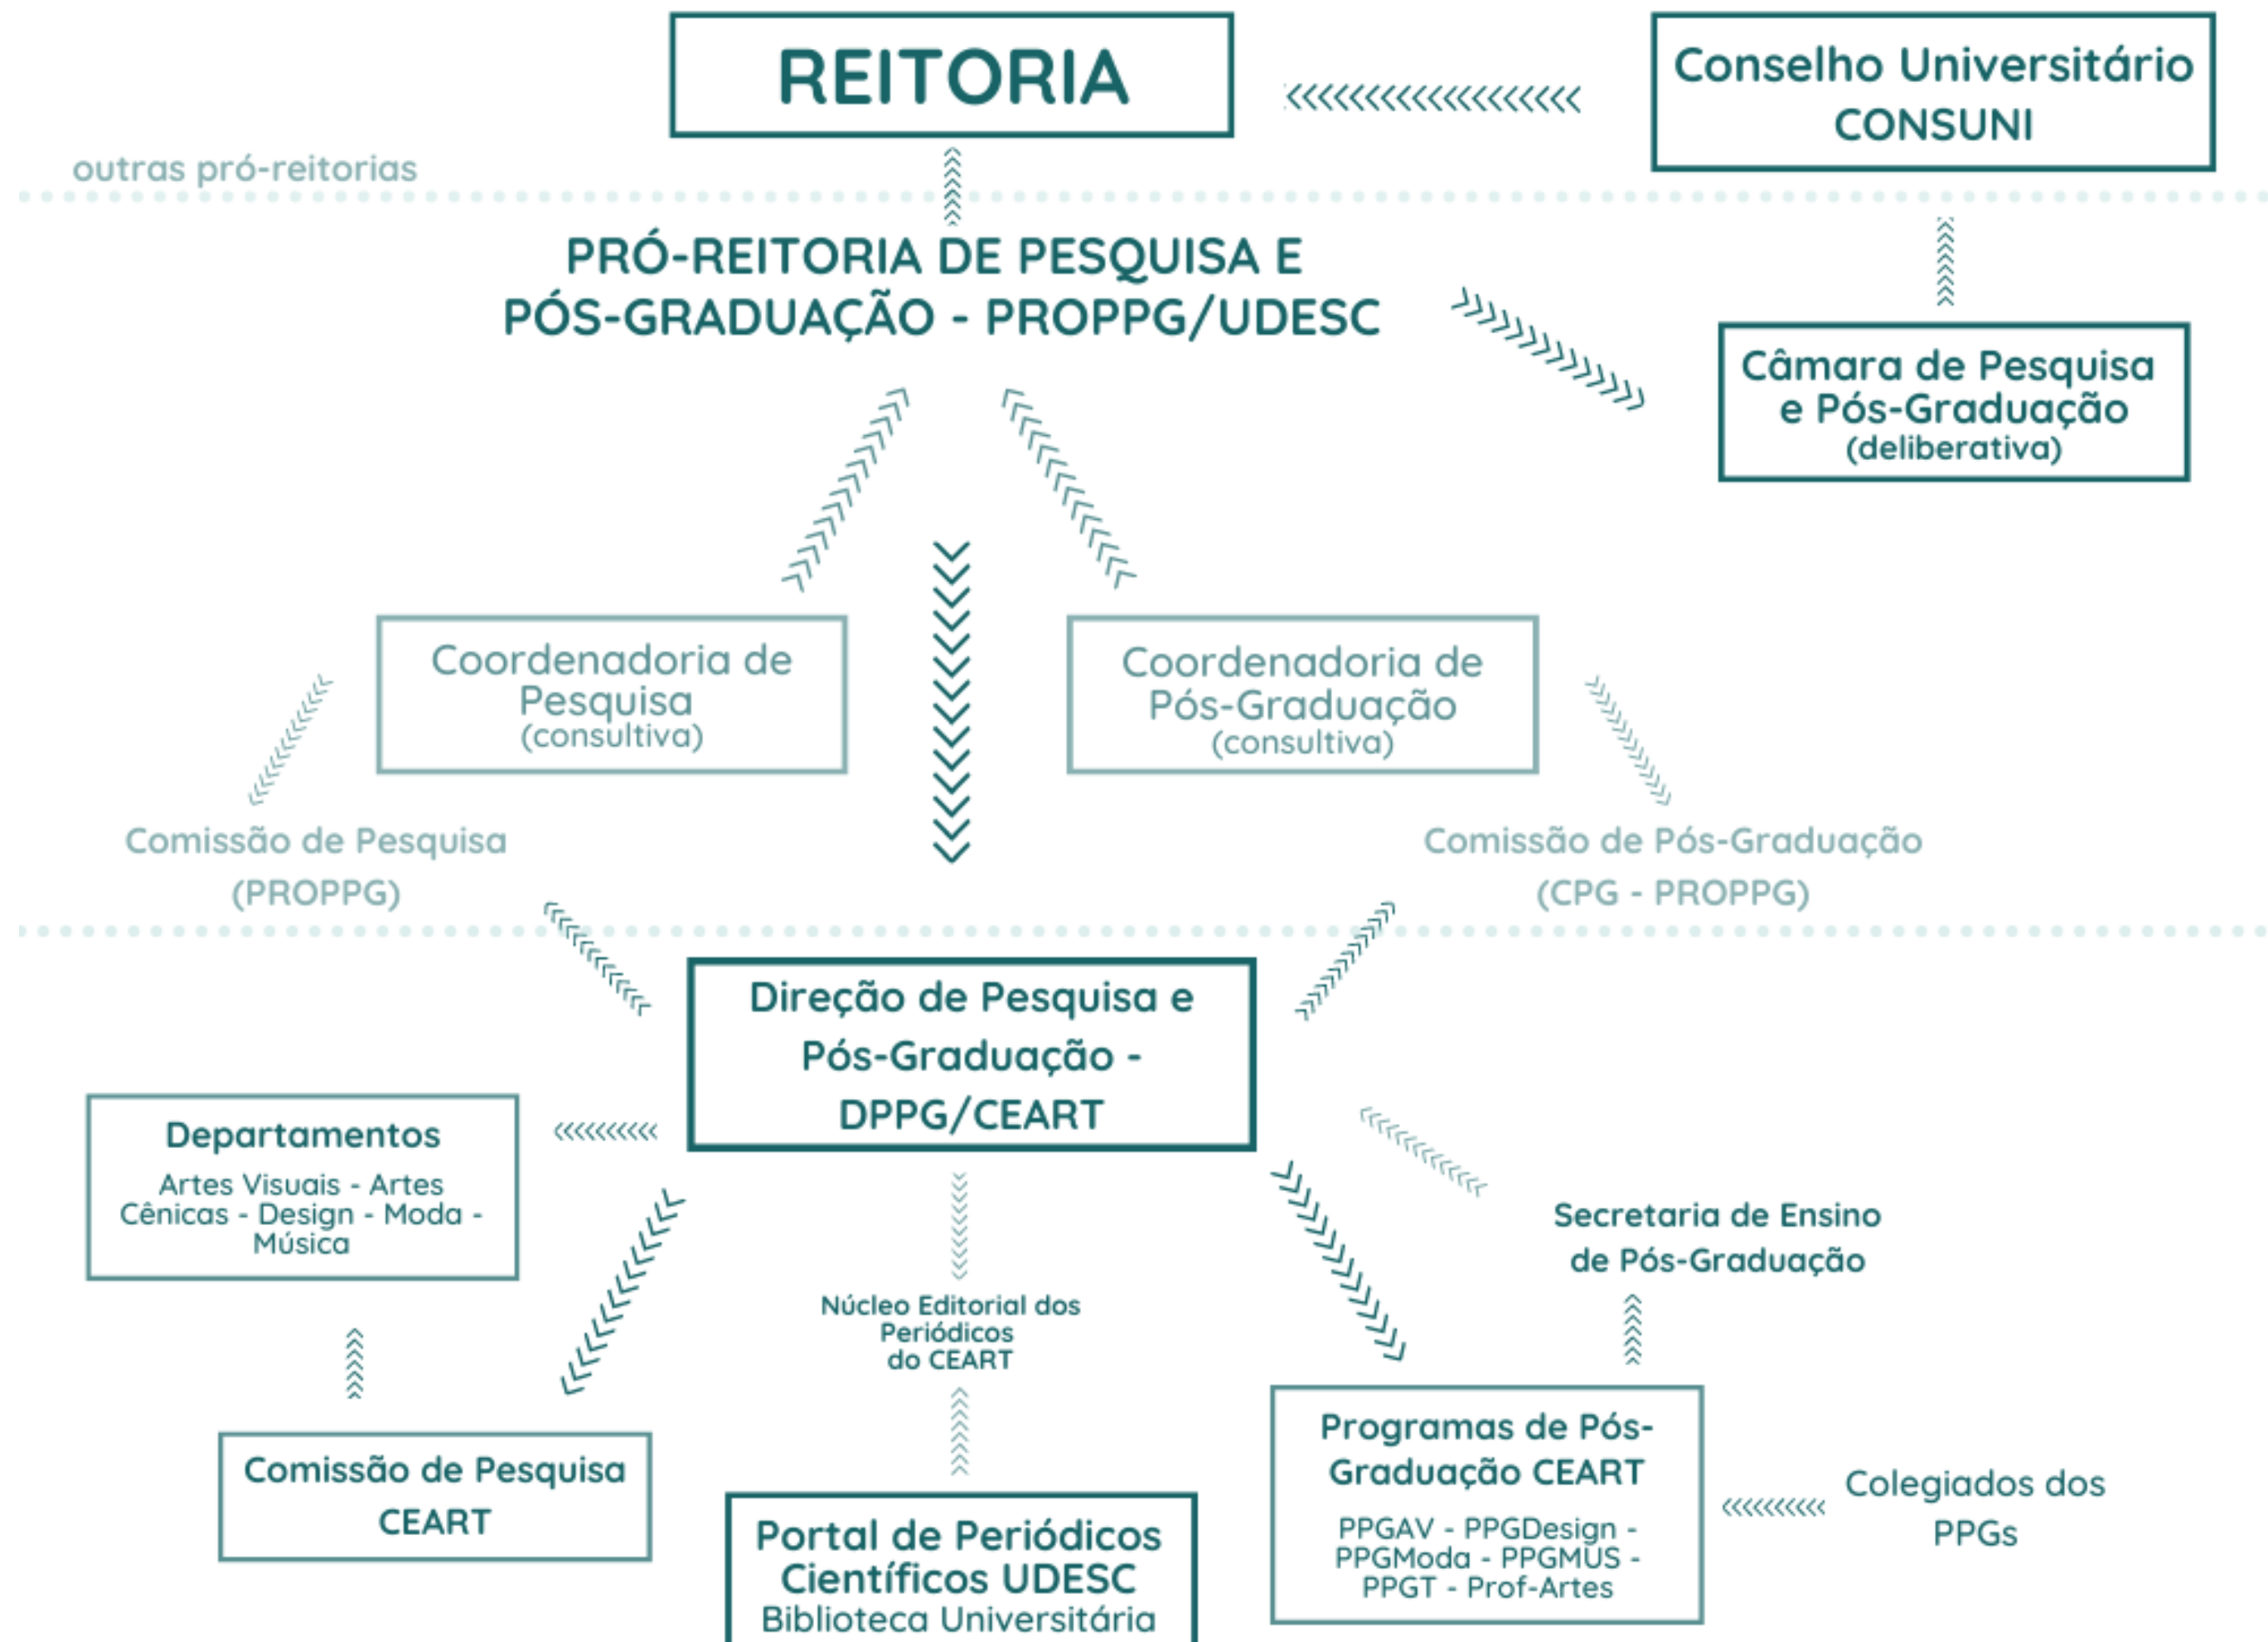 REITORIA
Conselho Universitário
CONSUNI
outras pró-reitorias
PRÓ-REITORIA DE PESQUISA E
PÓS-GRADUAÇÃO - PROPPG/UDESC
Câmara de Pesquisa
e Pós-Graduação
(deliberativa)
Coordenadoria de
Pesquisa
(consultiva)
Coordenadoria de
Pós-Graduação
(consultiva)
Comissão de Pesquisa
(PROPPG)
Comissão de Pós-Graduação
(CPG - PROPPG)
Direção de Pesquisa e
Pós-Graduação -
DPPG/CEART
Departamentos
Artes Visuais - Artes
Cênicas - Design - Moda -
Música
Secretaria de Ensino
de Pós-Graduação
Núcleo Editorial dos
Periódicos
do CEART
Comissão de Pesquisa
CEART
Portal de Periódicos
Científicos UDESC
Biblioteca Universitária
Programas de Pós-
Graduação CEART
PPGAV - PPGDesign -
PPGModa - PPGMUS -
PPGT - Prof-Artes
Colegiados dos
PPGs